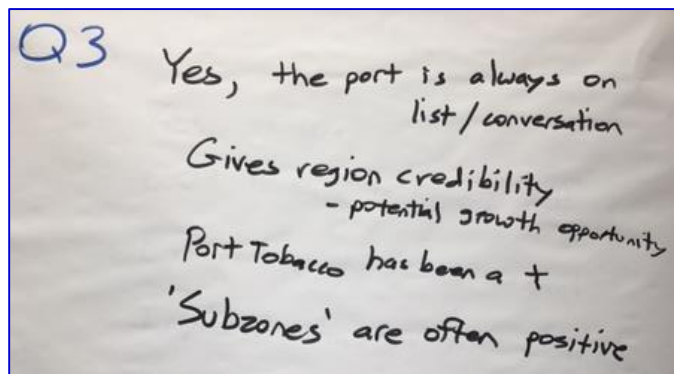 Q3
Yes, the port is always on
list/conversation
Gives region credibility
- potential growth opportunity
Port Tobacco has been a +
'Subzones' are often positive